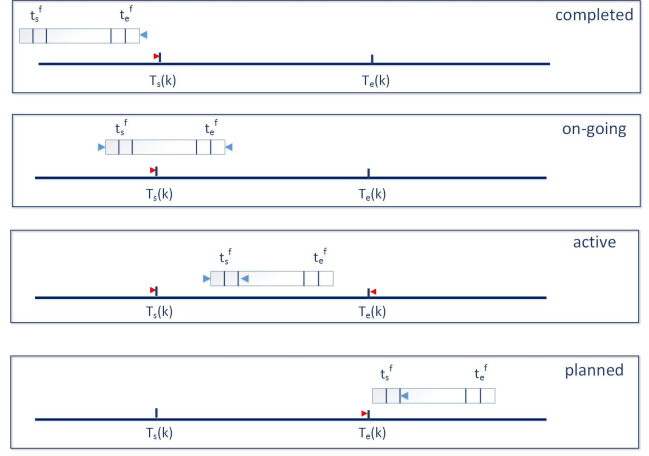 t_s^f t_e^f completed
T_s(k) T_e(k)
t_s^f t_e^f on-going
T_s(k) T_e(k)
t_s^f t_e^f active
T_s(k) T_e(k)
t_s^f t_e^f planned
T_s(k) T_e(k)